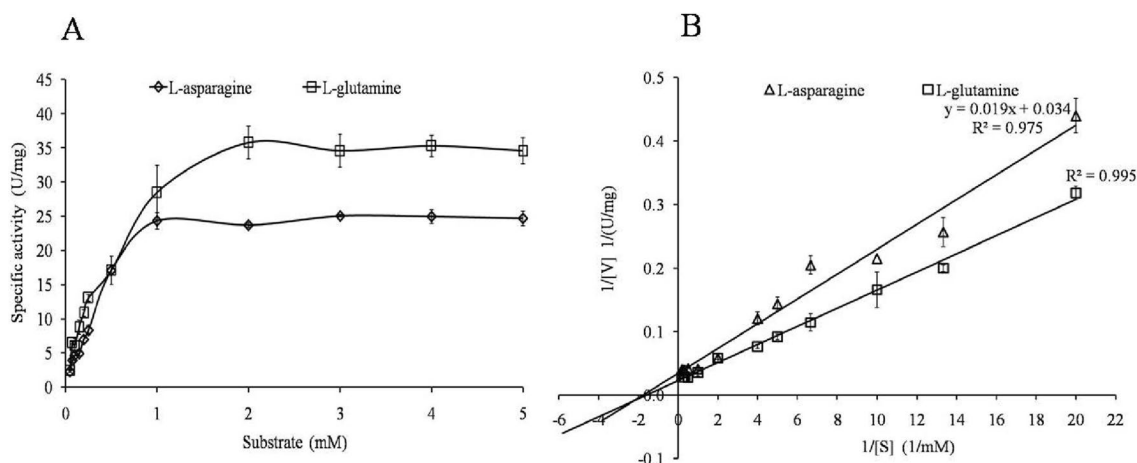 A
L-asparagine L-glutamine
45
40
35
30
25
20
15
10
5
0
Specific activity (U/mg)
0 1 2 3 4 5
Substrate (mM)
B
L-asparagine L-glutamine
y = 0.019x + 0.034
R² = 0.975
R² = 0.995
0.5
0.4
0.3
0.2
0.1
0.0
-0.1
1/[V] 1/(U/mg)
-6 -4 -2 0 2 4 6 8 10 12 14 16 18 20 22
1/[S] (1/mM)